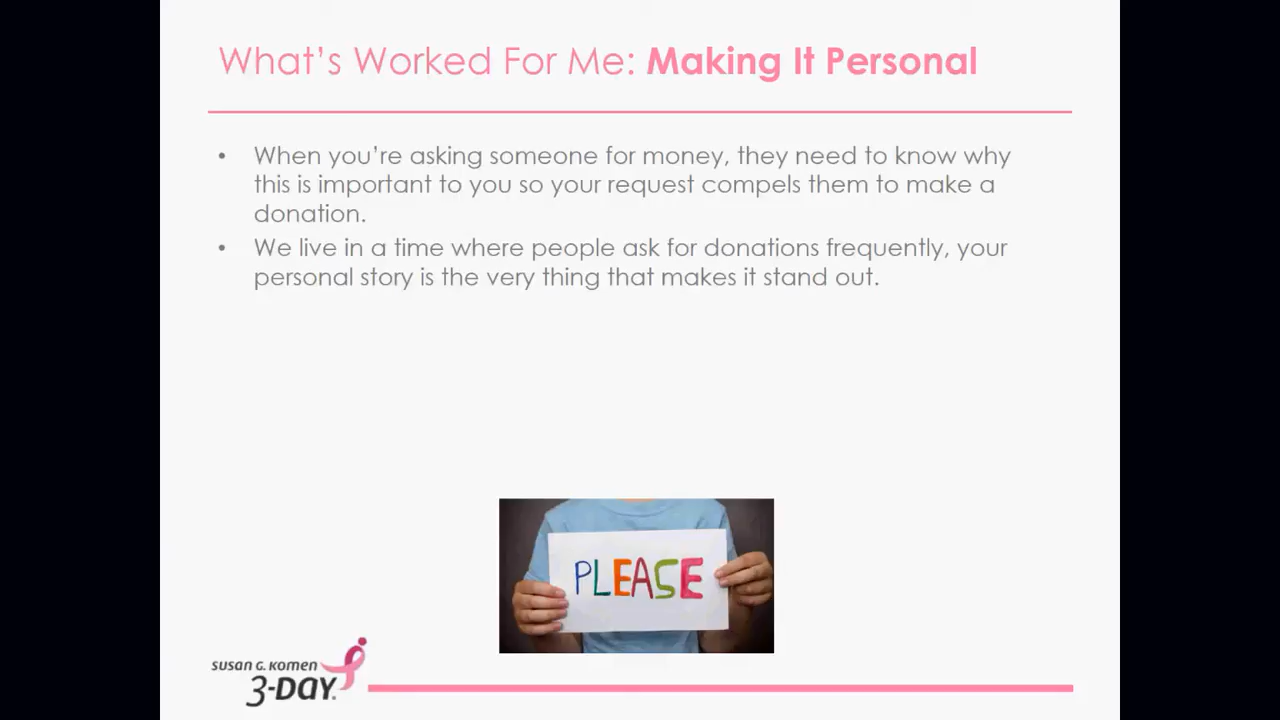 What's Worked For Me: Making It Personal
• When you're asking someone for money, they need to know why
this is important to you so your request compels them to make a
donation.
• We live in a time where people ask for donations frequently, your
personal story is the very thing that makes it stand out.
PLEASE
SUSAN G. KOMEN
3-DAY.